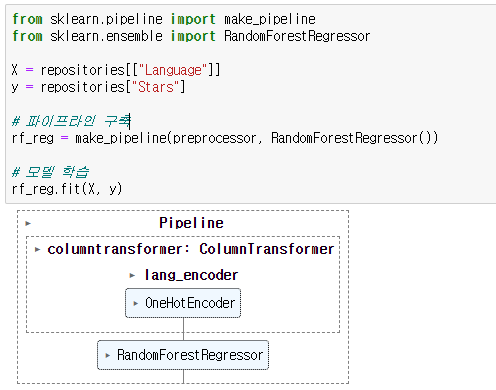 from sklearn.pipeline import make_pipeline
from sklearn.ensemble import RandomForestRegressor
X = repositories[["Language"]]
y = repositories["Stars"]
# 파이프라인 구축
rf_reg = make_pipeline(preprocessor, RandomForestRegressor())
# 모델 학습
rf_reg.fit(X, y)
Pipeline
columntransformer: ColumnTransformer
lang_encoder
OneHotEncoder
RandomForestRegressor